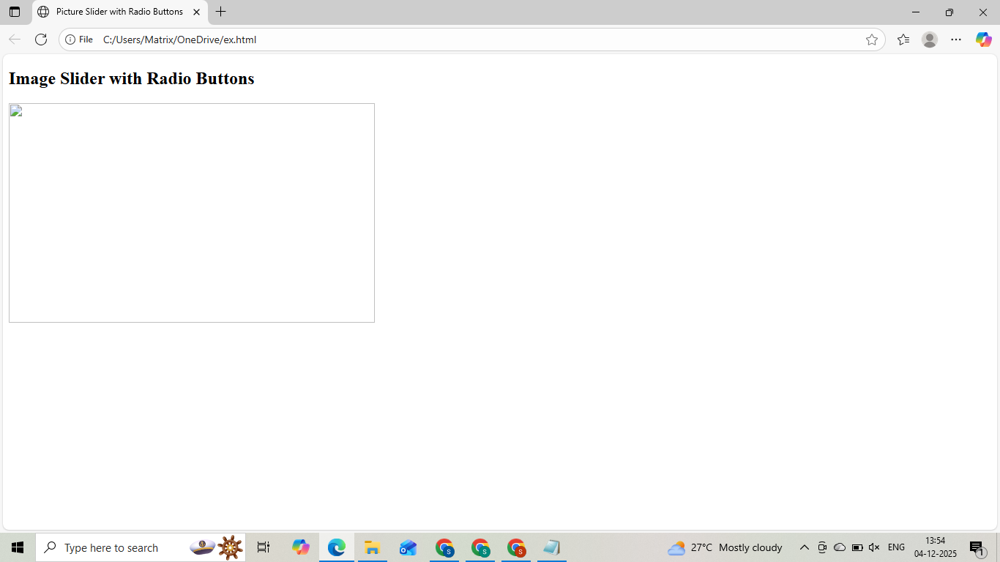 Picture Slider with Radio Buttons
File C:/Users/Matrix/OneDrive/ex.html
Image Slider with Radio Buttons
Type here to search
S
S
S
27°C Mostly cloudy
ENG
13:54
04-12-2025
1